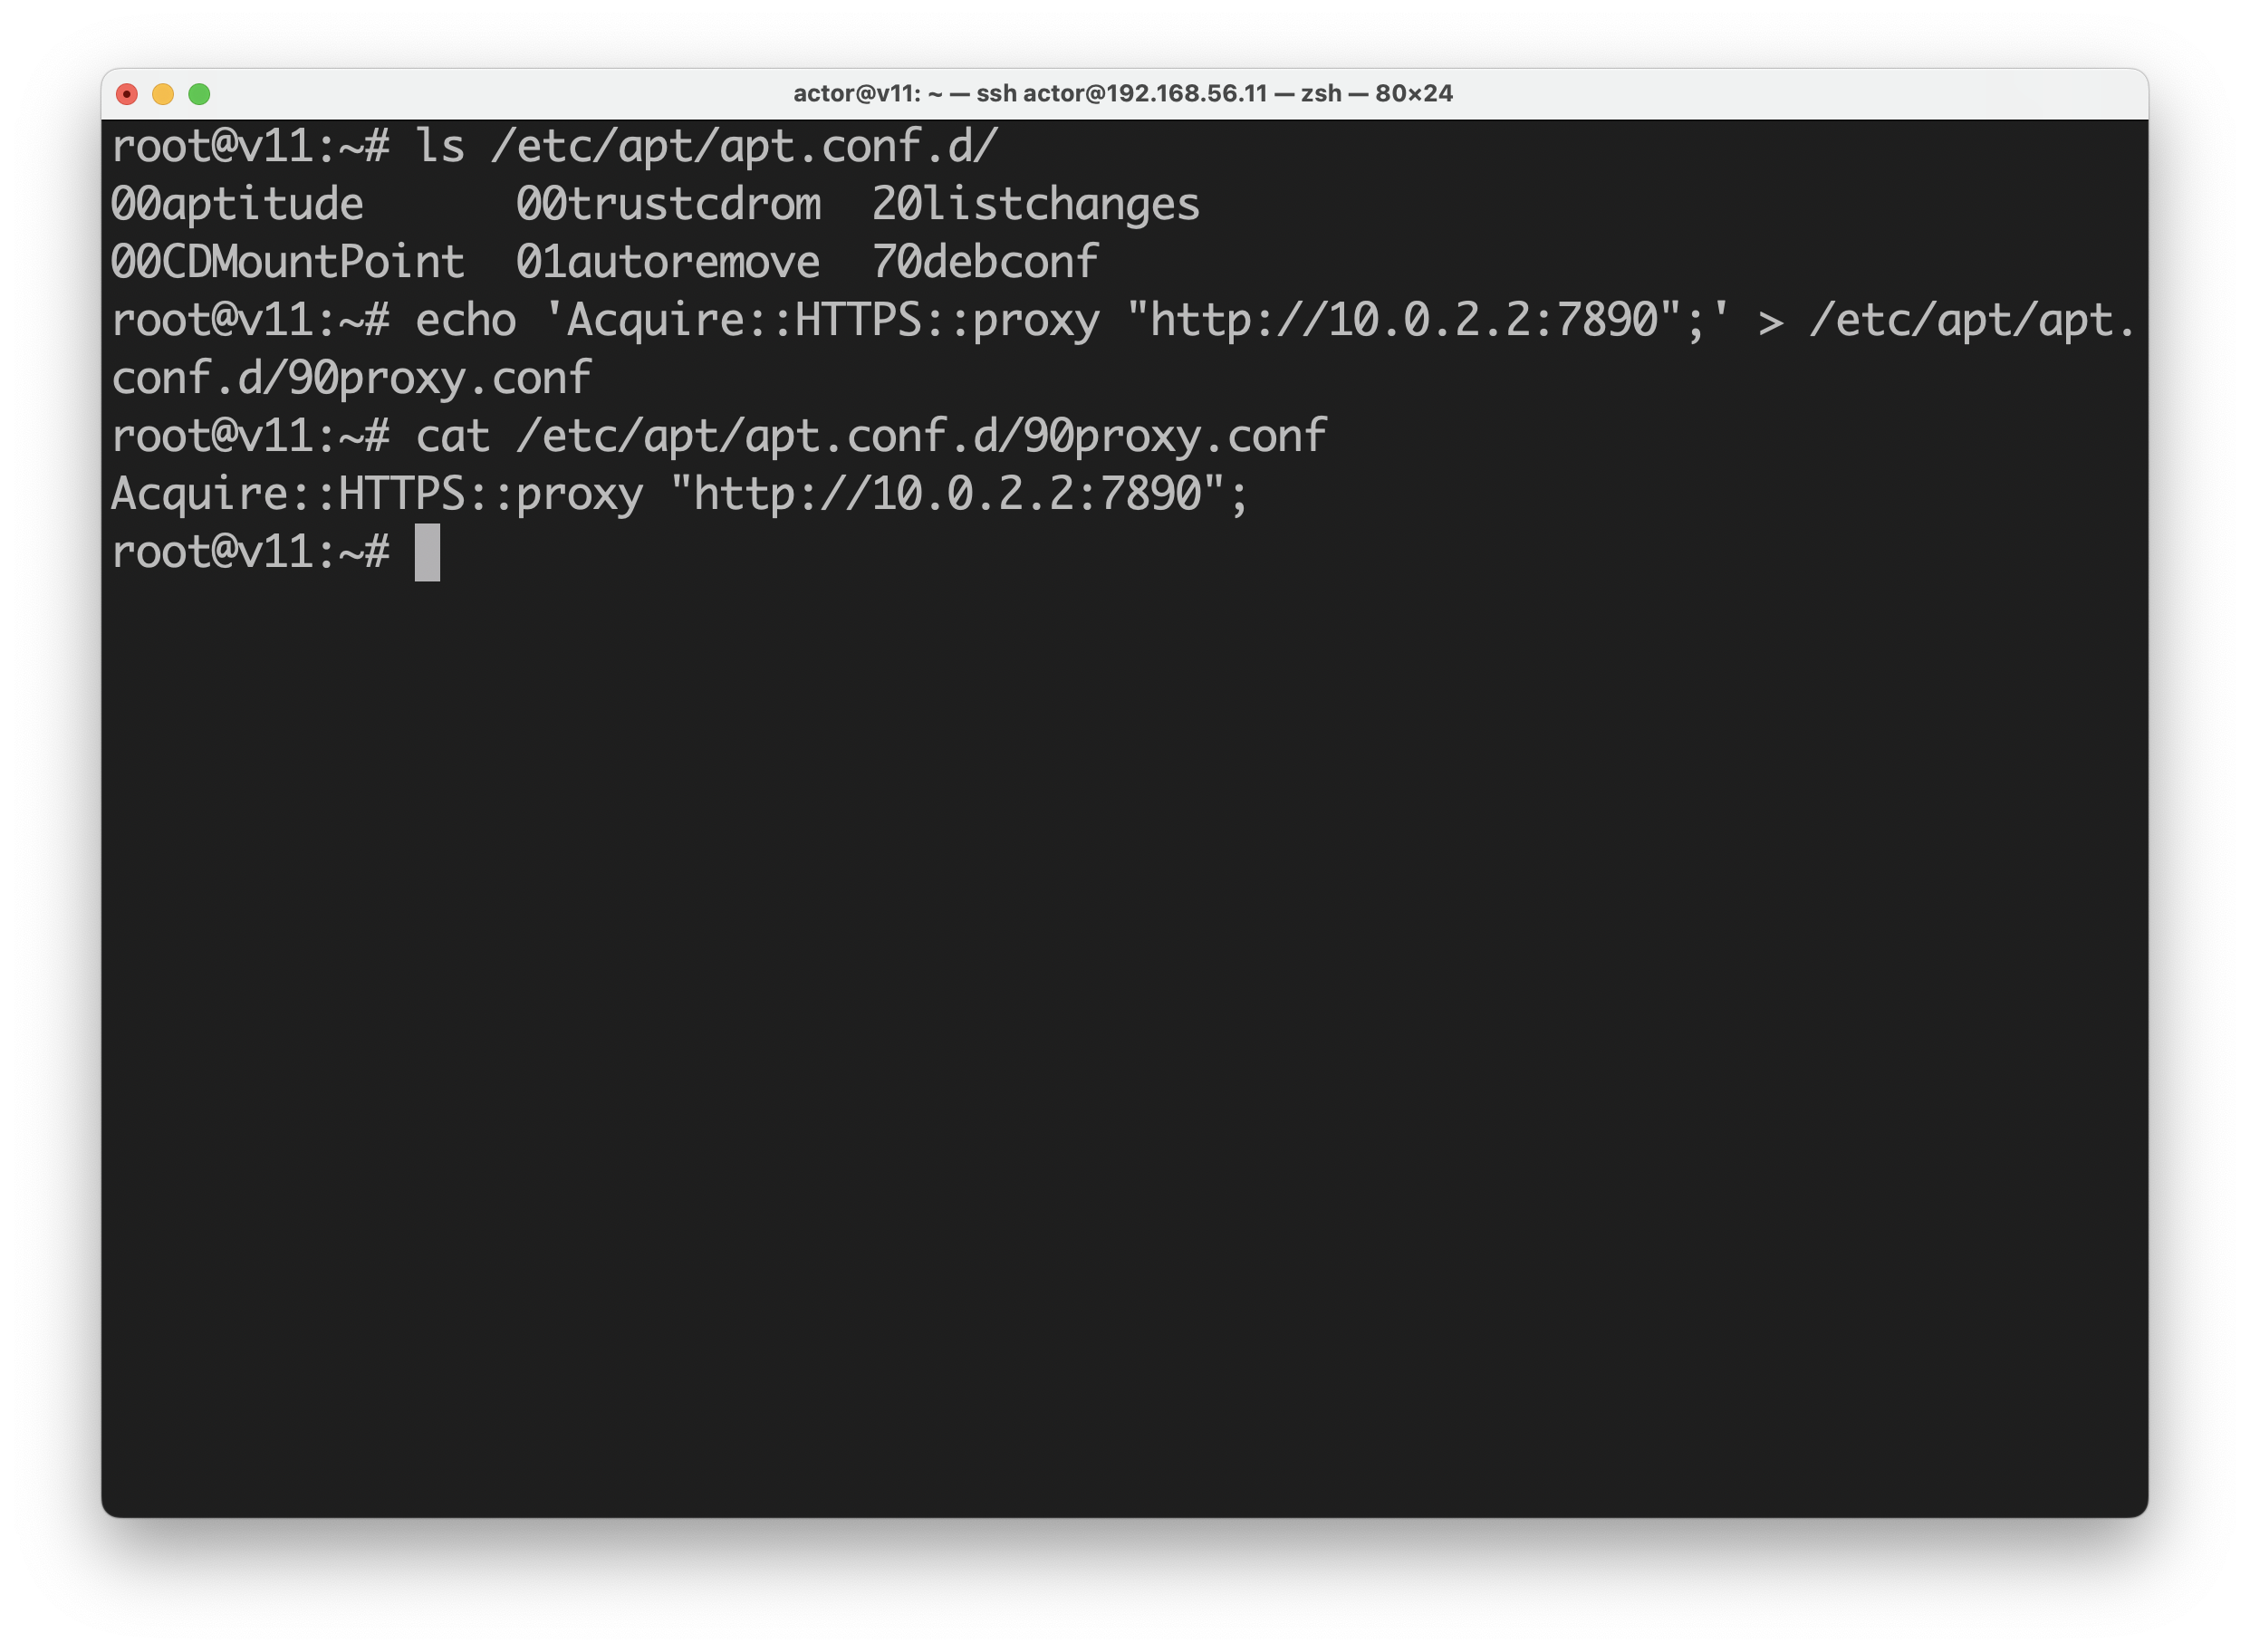 actor@v11: ~ — ssh actor@192.168.56.11 — zsh — 80×24
root@v11:~# ls /etc/apt/apt.conf.d/
00aptitude      00trustcdrom  20listchanges
00CDMountPoint  01autoremove  70debconf
root@v11:~# echo 'Acquire::HTTPS::proxy "http://10.0.2.2:7890";' > /etc/apt/apt.
conf.d/90proxy.conf
root@v11:~# cat /etc/apt/apt.conf.d/90proxy.conf
Acquire::HTTPS::proxy "http://10.0.2.2:7890";
root@v11:~#